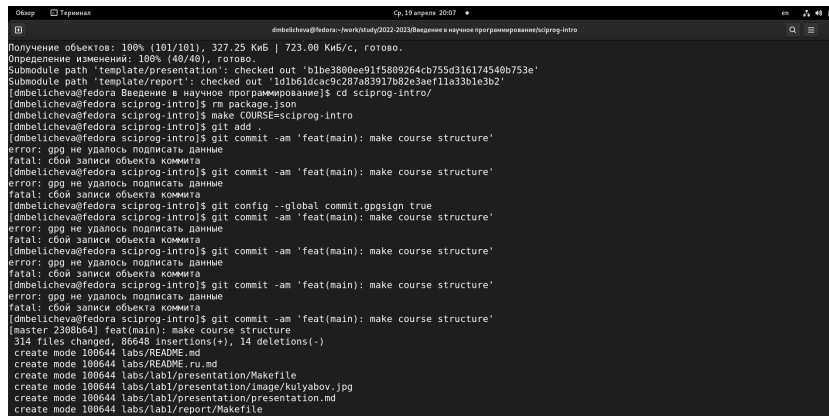 Обзор
Терминал
Ср, 19 апреля 20:07
en
dmbelicheva@fedora:~/work/study/2022-2023/Введение в научное программирование/sciprog-intro
Получение объектов: 100% (101/101), 327.25 КиБ | 723.00 КиБ/с, готово.
Определение изменений: 100% (40/40), готово.
Submodule path 'template/presentation': checked out 'b1be3800ee91f5809264cb755d316174540b753e'
Submodule path 'template/report': checked out '1d1b61dcac9c287a83917b82e3aef11a33b1e3b2'
[dmbelicheva@fedora Введение в научное программирование]$ cd sciprog-intro/
[dmbelicheva@fedora sciprog-intro]$ rm package.json
[dmbelicheva@fedora sciprog-intro]$ make COURSE=sciprog-intro
[dmbelicheva@fedora sciprog-intro]$ git add .
[dmbelicheva@fedora sciprog-intro]$ git commit -am 'feat(main): make course structure'
error: gpg не удалось подписать данные
fatal: сбой записи объекта коммита
[dmbelicheva@fedora sciprog-intro]$ git commit -am 'feat(main): make course structure'
error: gpg не удалось подписать данные
fatal: сбой записи объекта коммита
[dmbelicheva@fedora sciprog-intro]$ git config --global commit.gpgsign true
[dmbelicheva@fedora sciprog-intro]$ git commit -am 'feat(main): make course structure'
error: gpg не удалось подписать данные
fatal: сбой записи объекта коммита
[dmbelicheva@fedora sciprog-intro]$ git commit -am 'feat(main): make course structure'
error: gpg не удалось подписать данные
fatal: сбой записи объекта коммита
[dmbelicheva@fedora sciprog-intro]$ git commit -am 'feat(main): make course structure'
error: gpg не удалось подписать данные
fatal: сбой записи объекта коммита
[dmbelicheva@fedora sciprog-intro]$ git commit -am 'feat(main): make course structure'
[master 2308b64] feat(main): make course structure
314 files changed, 86648 insertions(+), 14 deletions(-)
create mode 100644 labs/README.md
create mode 100644 labs/README.ru.md
create mode 100644 labs/lab1/presentation/Makefile
create mode 100644 labs/lab1/presentation/image/kulyabov.jpg
create mode 100644 labs/lab1/presentation/presentation.md
create mode 100644 labs/lab1/report/Makefile